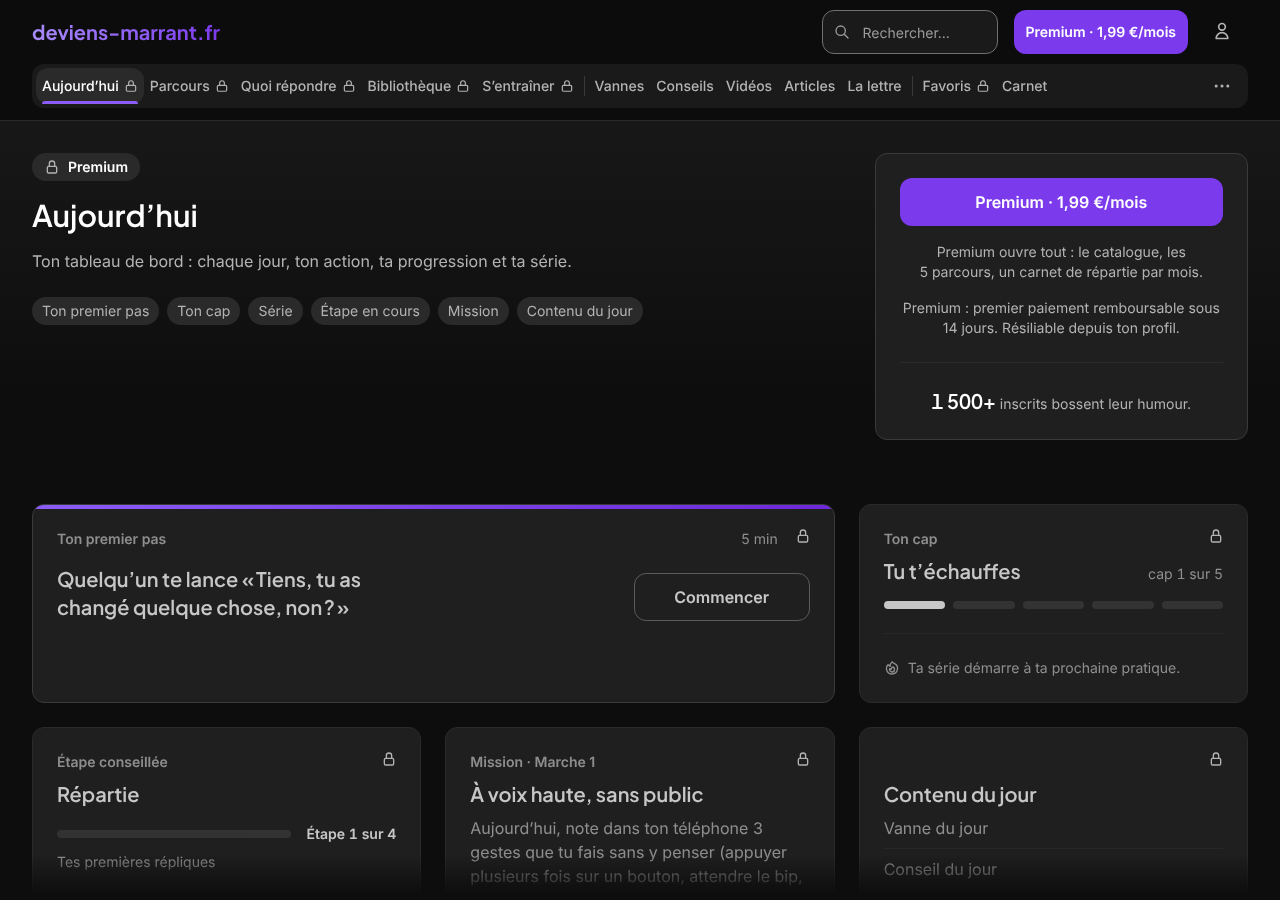 deviens-marrant.fr
Rechercher...
Premium · 1,99 €/mois
Aujourd’hui
Parcours
Quoi répondre
Bibliothèque
S’entraîner
Vannes
Conseils
Vidéos
Articles
La lettre
Favoris
Carnet
Premium
Aujourd’hui
Ton tableau de bord : chaque jour, ton action, ta progression et ta série.
Ton premier pas
Ton cap
Série
Étape en cours
Mission
Contenu du jour
Premium · 1,99 €/mois
Premium ouvre tout : le catalogue, les
5 parcours, un carnet de répartie par mois.
Premium : premier paiement remboursable sous
14 jours. Résiliable depuis ton profil.
1 500+ inscrits bossent leur humour.
Ton premier pas
5 min
Quelqu’un te lance « Tiens, tu as
changé quelque chose, non ? »
Commencer
Ton cap
Tu t’échauffes
cap 1 sur 5
Ta série démarre à ta prochaine pratique.
Étape conseillée
Répartie
Étape 1 sur 4
Tes premières répliques
Mission · Marche 1
À voix haute, sans public
Aujourd’hui, note dans ton téléphone 3
gestes que tu fais sans y penser (appuyer
plusieurs fois sur un bouton, attendre le bip,
Contenu du jour
Vanne du jour
Conseil du jour